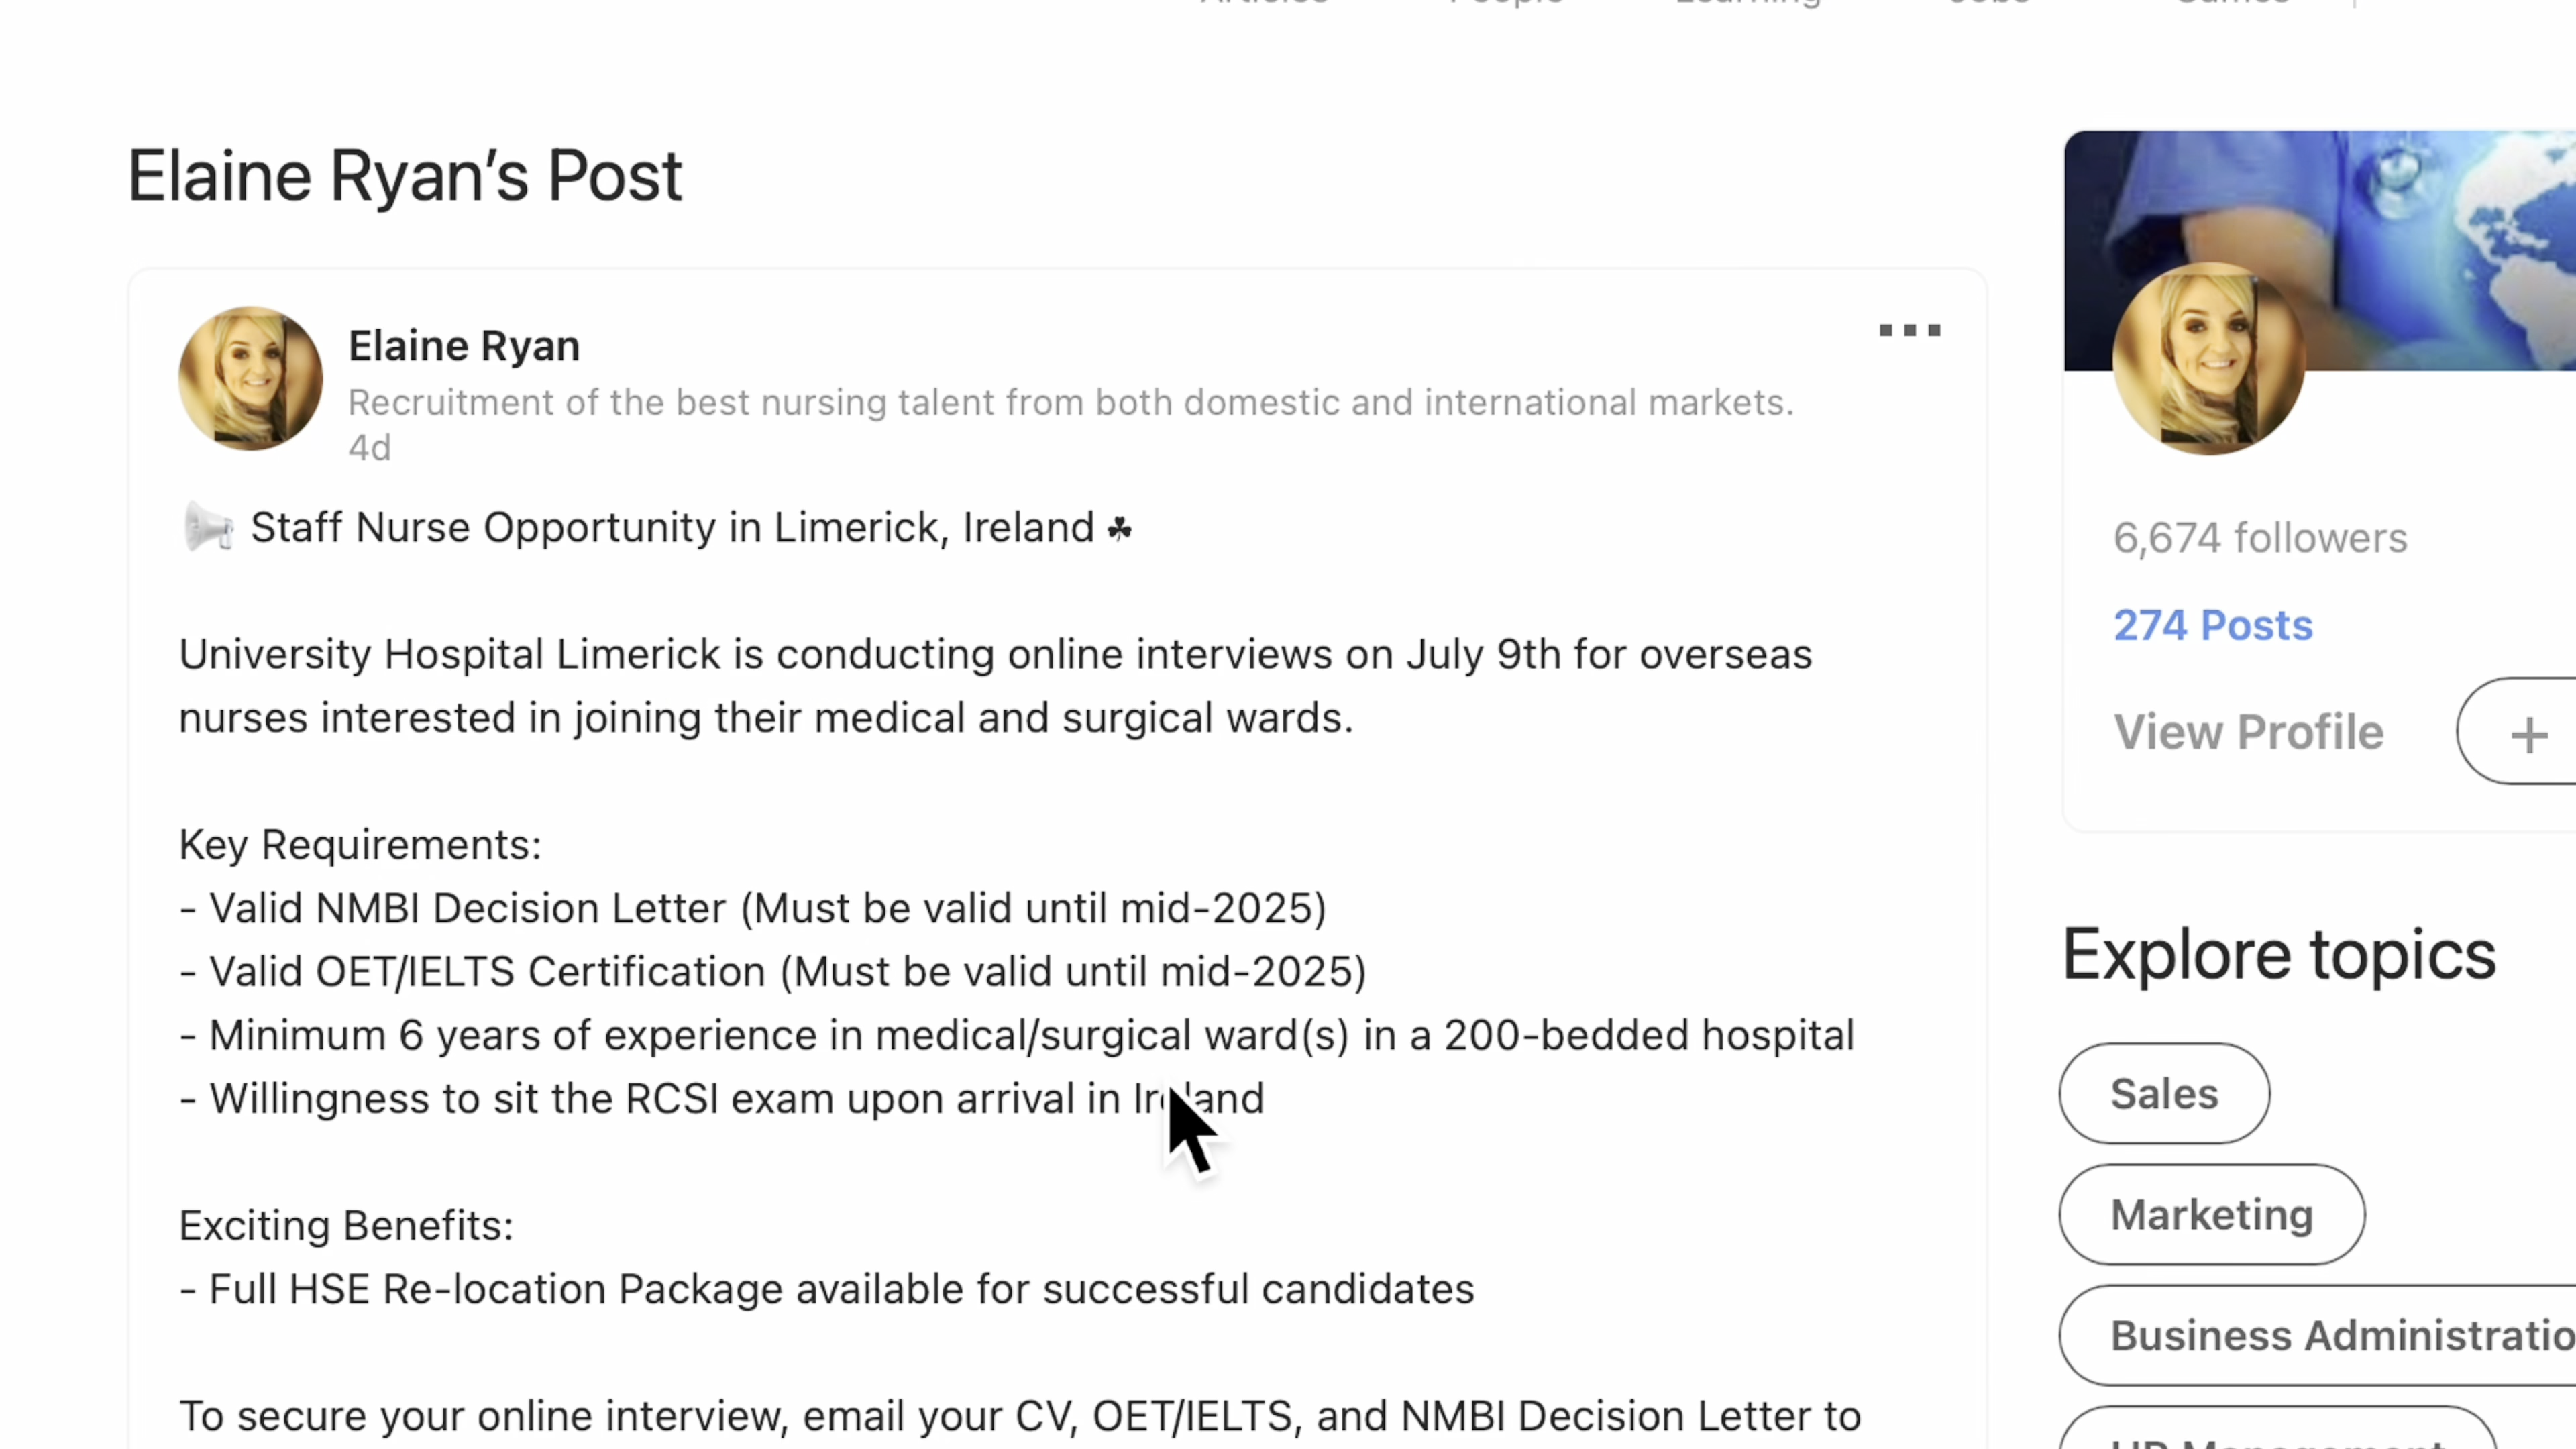 Elaine Ryan's Post
Elaine Ryan
Recruitment of the best nursing talent from both domestic and international markets.
4d
Staff Nurse Opportunity in Limerick, Ireland ☘
University Hospital Limerick is conducting online interviews on July 9th for overseas
nurses interested in joining their medical and surgical wards.
Key Requirements:
- Valid NMBI Decision Letter (Must be valid until mid-2025)
- Valid OET/IELTS Certification (Must be valid until mid-2025)
- Minimum 6 years of experience in medical/surgical ward(s) in a 200-bedded hospital
- Willingness to sit the RCSI exam upon arrival in Ireland
Exciting Benefits:
- Full HSE Re-location Package available for successful candidates
To secure your online interview, email your CV, OET/IELTS, and NMBI Decision Letter to
6,674 followers
274 Posts
View Profile
Explore topics
Sales
Marketing
Business Administratio